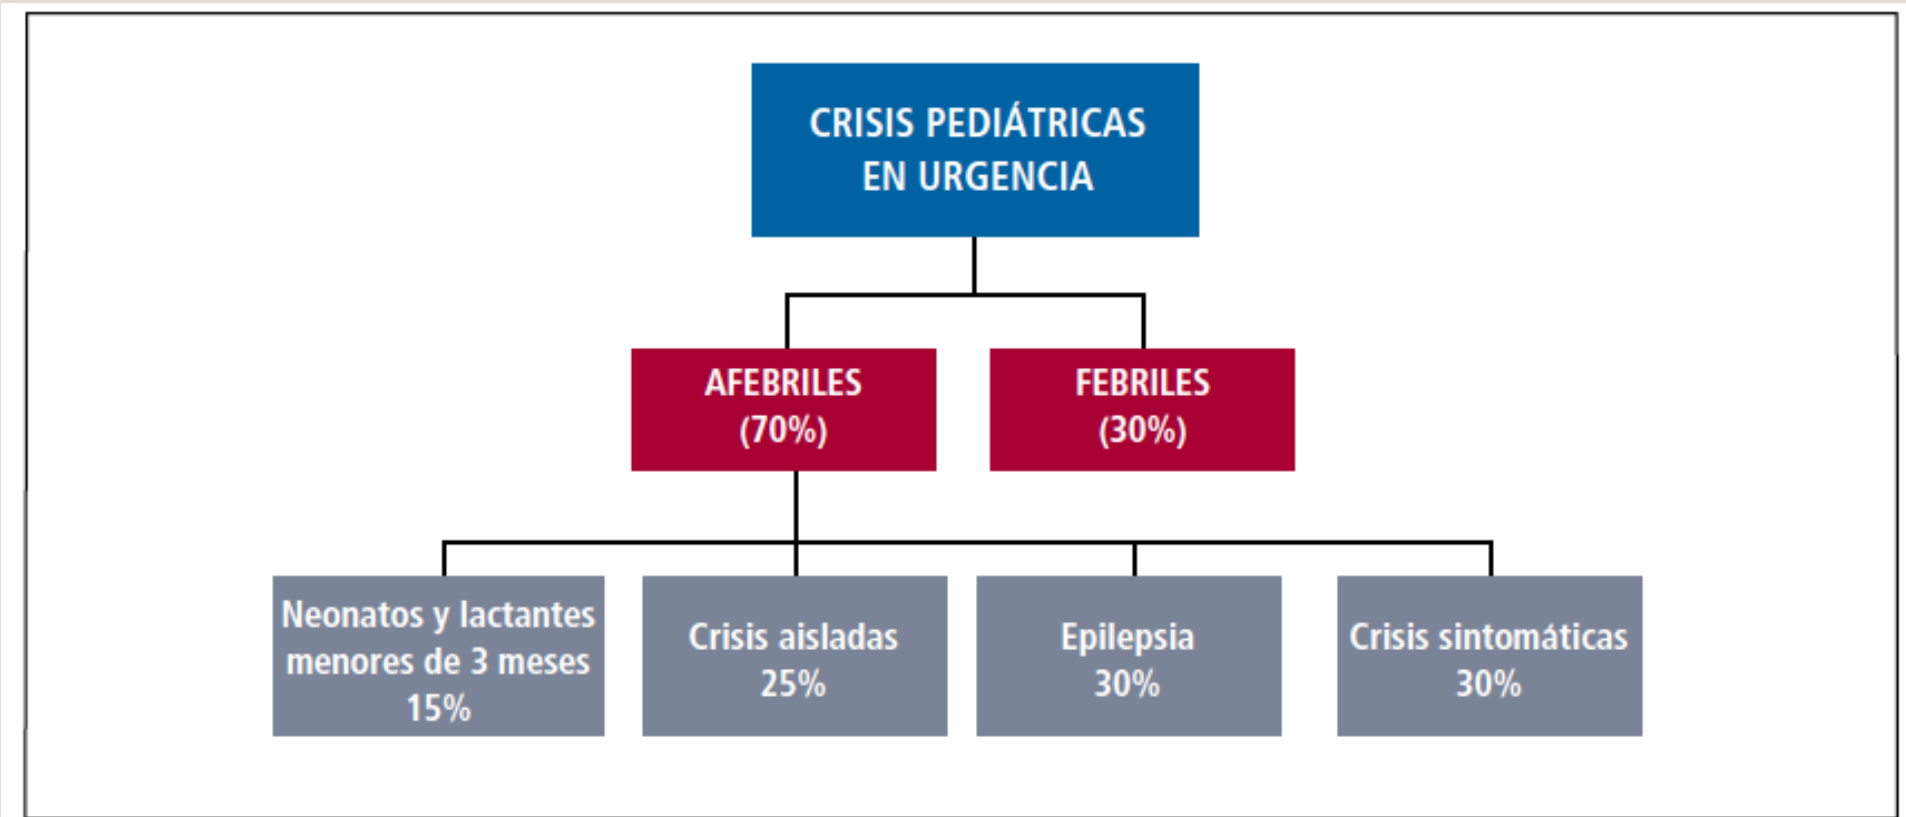 CRISIS PEDIÁTRICAS
EN URGENCIA
AFEBRILES
(70%)
FEBRILES
(30%)
Neonatos y lactantes
menores de 3 meses
15%
Crisis aisladas
25%
Epilepsia
30%
Crisis sintomáticas
30%